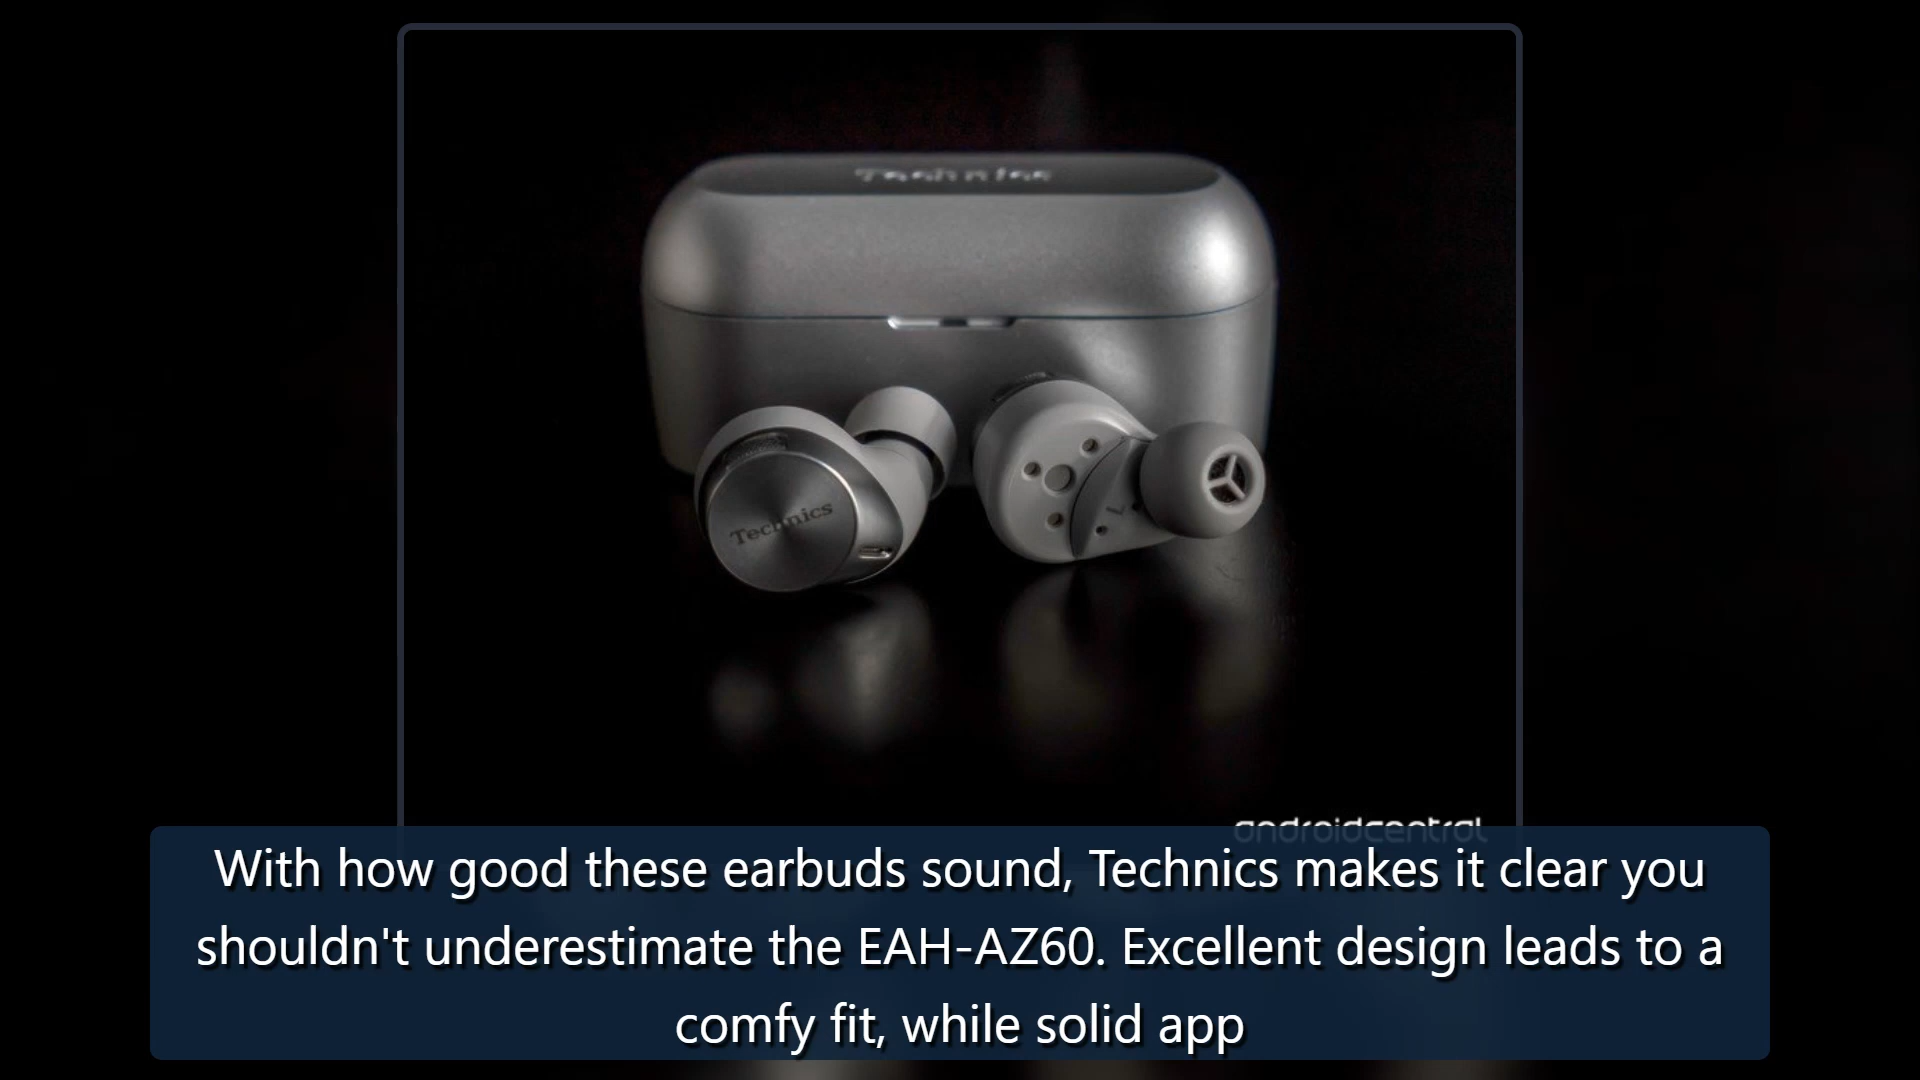 Technics
Technics
L
androidcentral
With how good these earbuds sound, Technics makes it clear you
shouldn't underestimate the EAH-AZ60. Excellent design leads to a
comfy fit, while solid app